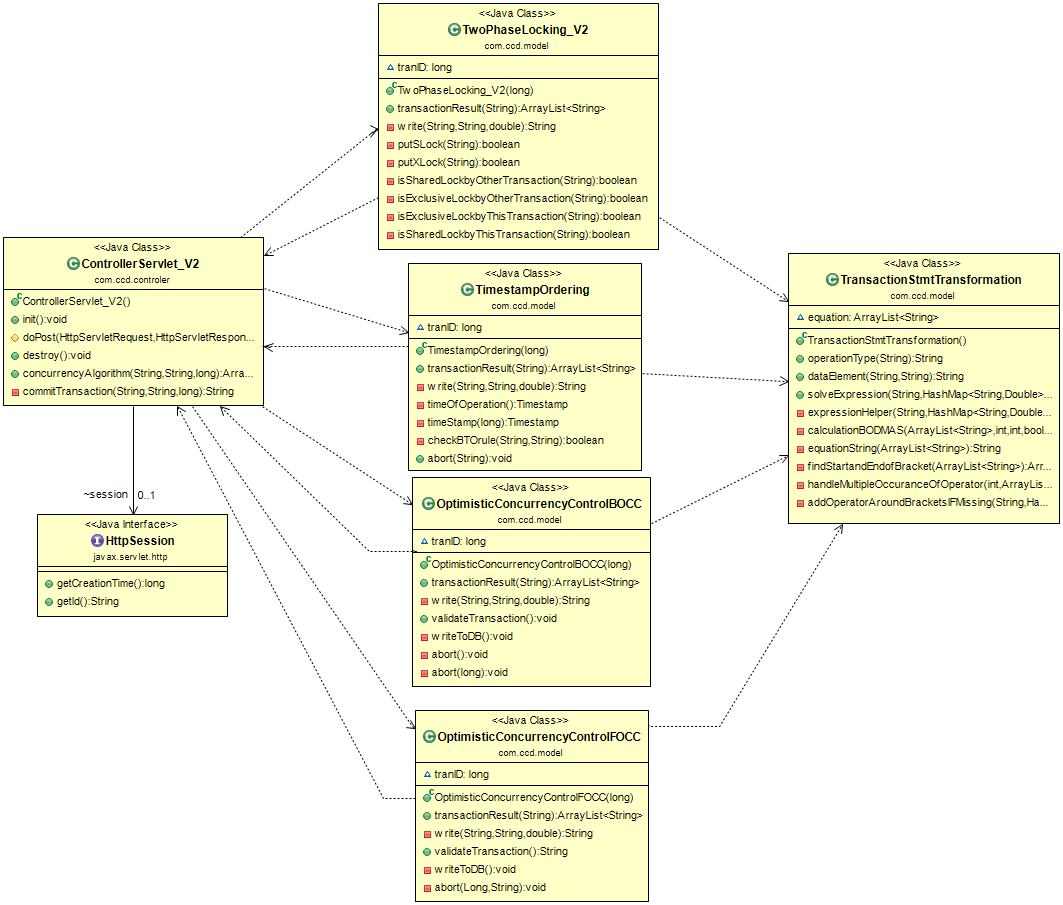 <<Java Class>>
TwoPhaseLocking_V2
com.ccd.model
tranID: long
TwoPhaseLocking_V2(long)
transactionResult(String):ArrayList<String>
write(String,String,double):String
putSLock(String):boolean
putXLock(String):boolean
isSharedLockbyOtherTransaction(String):boolean
isExclusiveLockbyOtherTransaction(String):boolean
isExclusiveLockbyThisTransaction(String):boolean
isSharedLockbyThisTransaction(String):boolean
<<Java Class>>
ControllerServlet_V2
com.ccd.controler
ControllerServlet_V2()
init():void
doPost(HttpServletRequest,HttpServletRespon...
destroy():void
concurrencyAlgorithm(String,String,long):Arra...
commitTransaction(String,String,long):String
~session
0..1
<<Java Interface>>
HttpSession
javax.servlet.http
getCreationTime():long
getId():String
<<Java Class>>
TimestampOrdering
com.ccd.model
tranID: long
TimestampOrdering(long)
transactionResult(String):ArrayList<String>
write(String,String,double):String
timeOfOperation():Timestamp
timeStamp(long):Timestamp
checkBTOrule(String,String):boolean
abort(String):void
<<Java Class>>
TransactionStmtTransformation
com.ccd.model
equation: ArrayList<String>
TransactionStmtTransformation()
operationType(String):String
dataElement(String,String):String
solveExpression(String,HashMap<String,Double>...
expressionHelper(String,HashMap<String,Double...
calculationBODMAS(ArrayList<String>,int,int,bool...
equationString(ArrayList<String>):String
findStartandEndofBracket(ArrayList<String>):Arr...
handleMultipleOccuranceOfOperator(int,ArrayLis...
addOperatorAroundBracketsIFMissing(String,Ha...
<<Java Class>>
OptimisticConcurrencyControlBOCC
com.ccd.model
tranID: long
OptimisticConcurrencyControlBOCC(long)
transactionResult(String):ArrayList<String>
write(String,String,double):String
validateTransaction():void
writeToDB():void
abort():void
abort(long):void
<<Java Class>>
OptimisticConcurrencyControlFOCC
com.ccd.model
tranID: long
OptimisticConcurrencyControlFOCC(long)
transactionResult(String):ArrayList<String>
write(String,String,double):String
validateTransaction():String
writeToDB():void
abort(Long,String):void